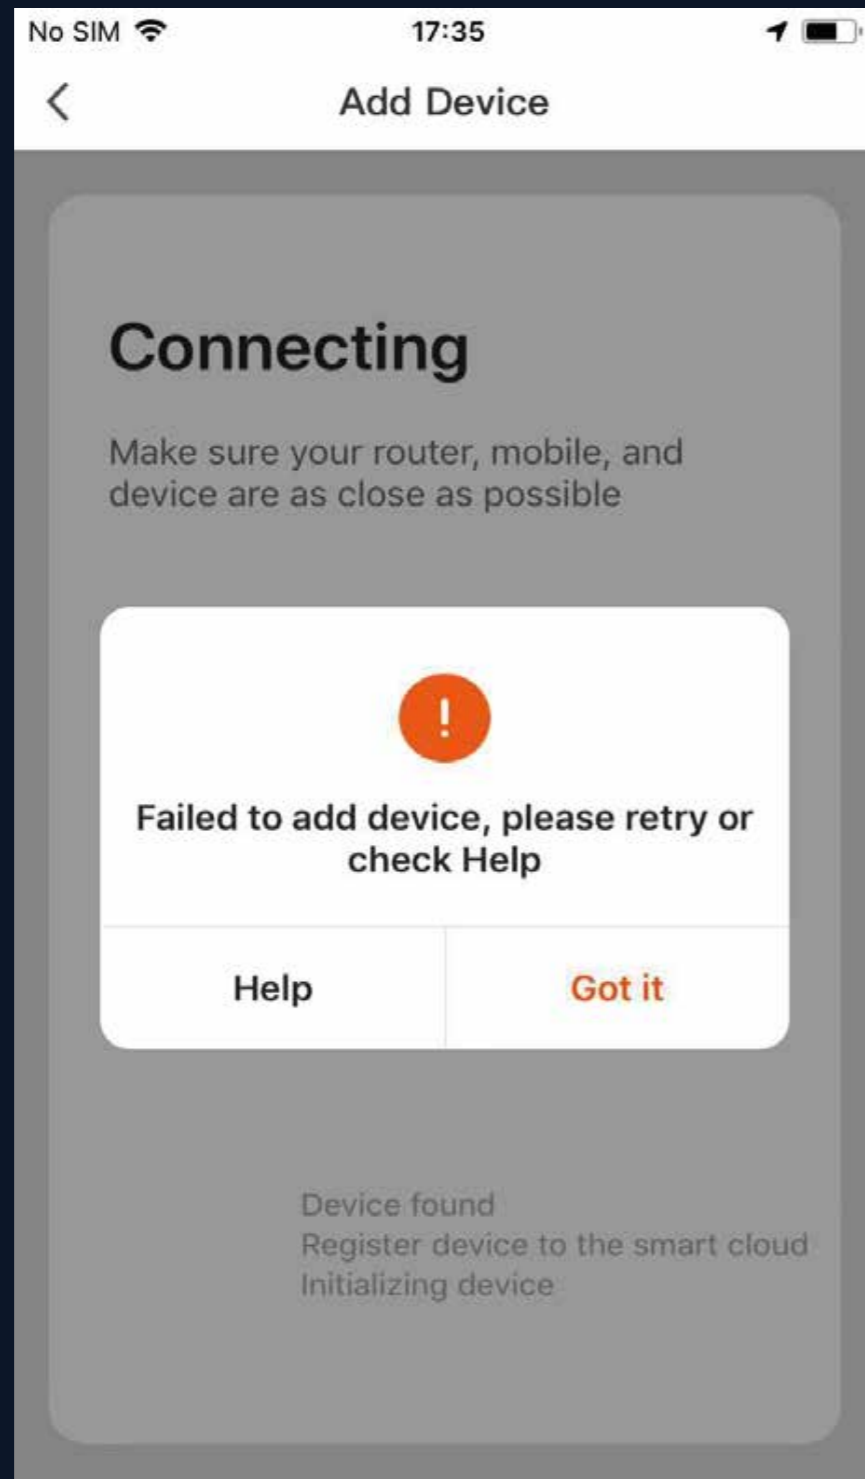 No SIM
17:35
Add Device
Connecting
Make sure your router, mobile, and
device are as close as possible
!
Failed to add device, please retry or
check Help
Help
Got it
Device found
Register device to the smart cloud
Initializing device